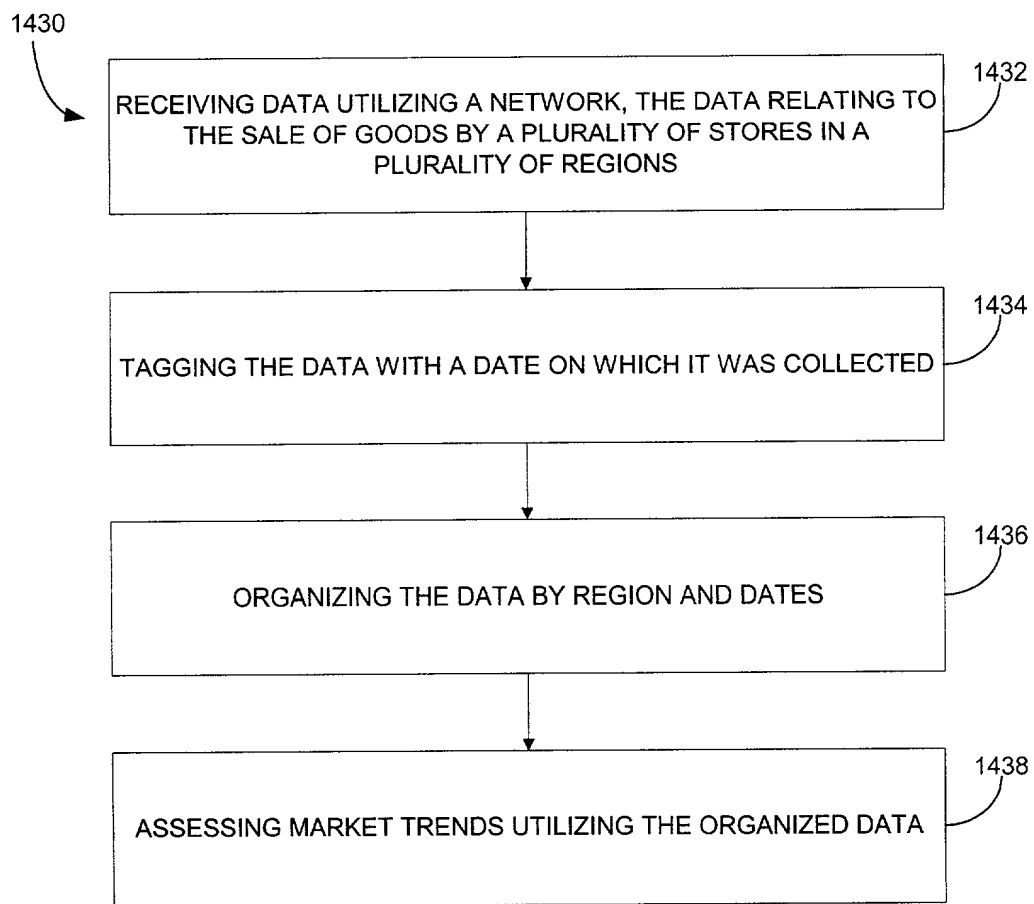 1430
1432
RECEIVING DATA UTILIZING A NETWORK, THE DATA RELATING TO
THE SALE OF GOODS BY A PLURALITY OF STORES IN A
PLURALITY OF REGIONS
1434
TAGGING THE DATA WITH A DATE ON WHICH IT WAS COLLECTED
1436
ORGANIZING THE DATA BY REGION AND DATES
1438
ASSESSING MARKET TRENDS UTILIZING THE ORGANIZED DATA